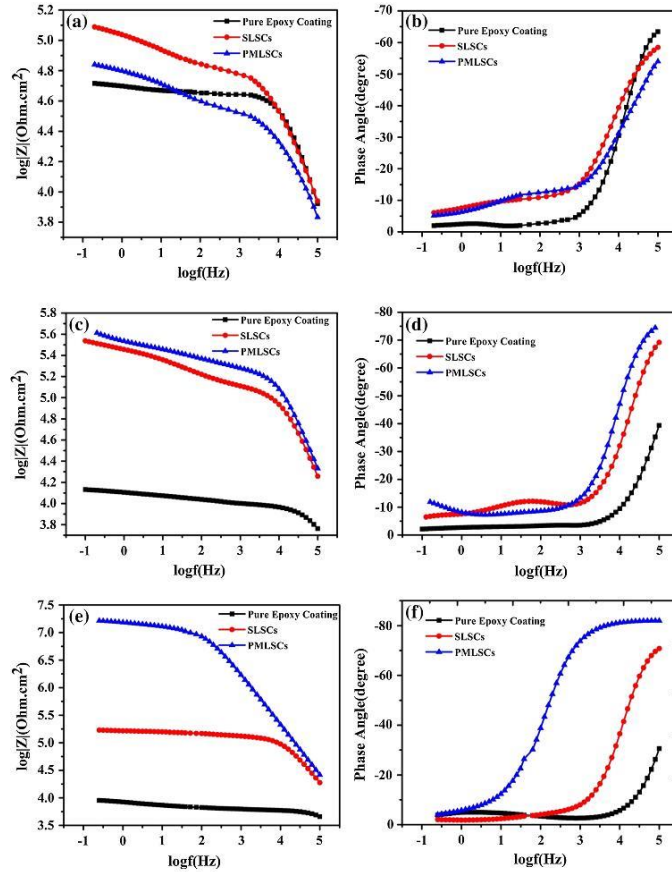 (a)
Pure Epoxy Coating
SLSCs
PMLSCs
log|Z|(Ohm.cm²)
5.2
5.0
4.8
4.6
4.4
4.2
4.0
3.8
-1 0 1 2 3 4 5
logf(Hz)
(b)
Pure Epoxy Coating
SLSCs
PMLSCs
Phase Angle(degree)
-70
-60
-50
-40
-30
-20
-10
0
-1 0 1 2 3 4 5
logf(Hz)
(c)
Pure Epoxy Coating
SLSCs
PMLSCs
log|Z|(Ohm.cm²)
5.8
5.6
5.4
5.2
5.0
4.8
4.6
4.4
4.2
4.0
3.8
-1 0 1 2 3 4 5
logf(Hz)
(d)
Pure Epoxy Coating
SLSCs
PMLSCs
Phase Angle(degree)
-80
-70
-60
-50
-40
-30
-20
-10
0
-1 0 1 2 3 4 5
logf(Hz)
(e)
Pure Epoxy Coating
SLSCs
PMLSCs
log|Z|(Ohm.cm²)
7.5
7.0
6.5
6.0
5.5
5.0
4.5
4.0
3.5
-1 0 1 2 3 4 5
logf(Hz)
(f)
Pure Epoxy Coating
SLSCs
PMLSCs
Phase Angle(degree)
-80
-60
-40
-20
0
-1 0 1 2 3 4 5
logf(Hz)